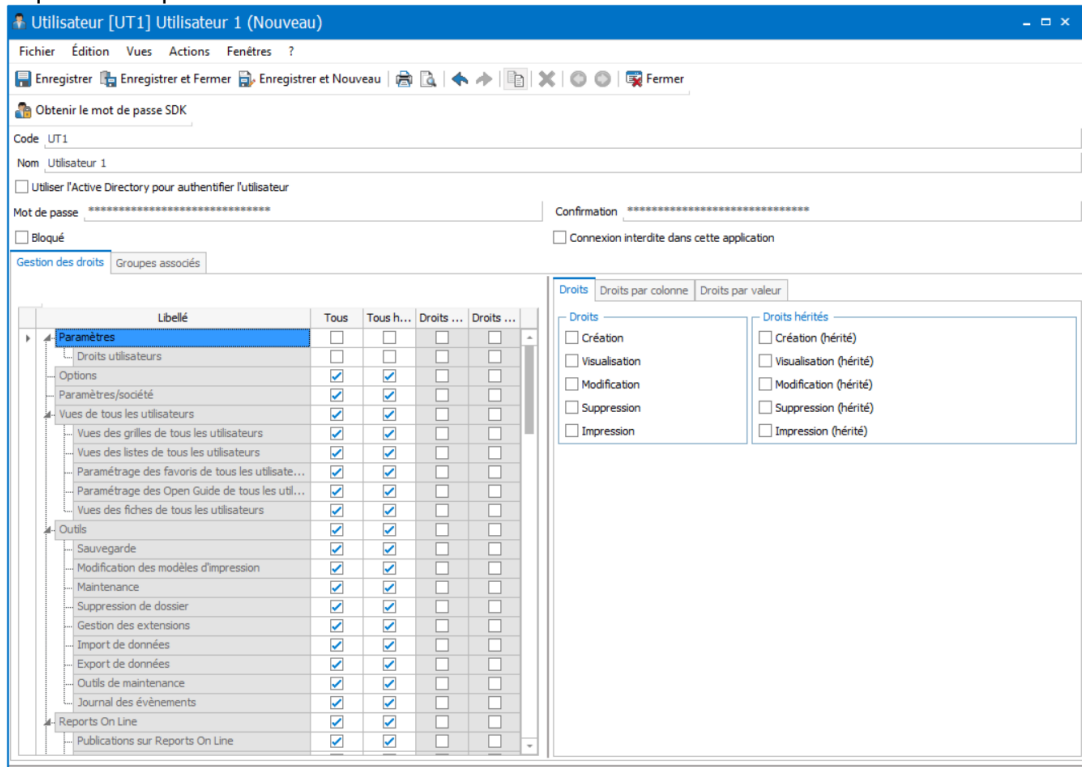 Utilisateur [UT1] Utilisateur 1 (Nouveau)
Fichier Édition Vues Actions Fenêtres ?
Enregistrer Enregistrer et Fermer Enregistrer et Nouveau Fermer
Obtenir le mot de passe SDK
Code UT1
Nom Utilisateur 1
Utiliser l'Active Directory pour authentifier l'utilisateur
Mot de passe ****************************** Confirmation ******************************
Bloqué Connexion interdite dans cette application
Gestion des droits Groupes associés
Libellé Tous Tous h... Droits ... Droits ...
Paramètres
Droits utilisateurs
Options
Paramètres/société
Vues de tous les utilisateurs
Vues des grilles de tous les utilisateurs
Vues des listes de tous les utilisateurs
Paramétrage des favoris de tous les utilisate...
Paramétrage des Open Guide de tous les util...
Vues des fiches de tous les utilisateurs
Outils
Sauvegarde
Modification des modèles d'impression
Maintenance
Suppression de dossier
Gestion des extensions
Import de données
Export de données
Outils de maintenance
Journal des évènements
Reports On Line
Publications sur Reports On Line
Droits Droits par colonne Droits par valeur
Droits Droits hérités
Création Création (hérité)
Visualisation Visualisation (hérité)
Modification Modification (hérité)
Suppression Suppression (hérité)
Impression Impression (hérité)